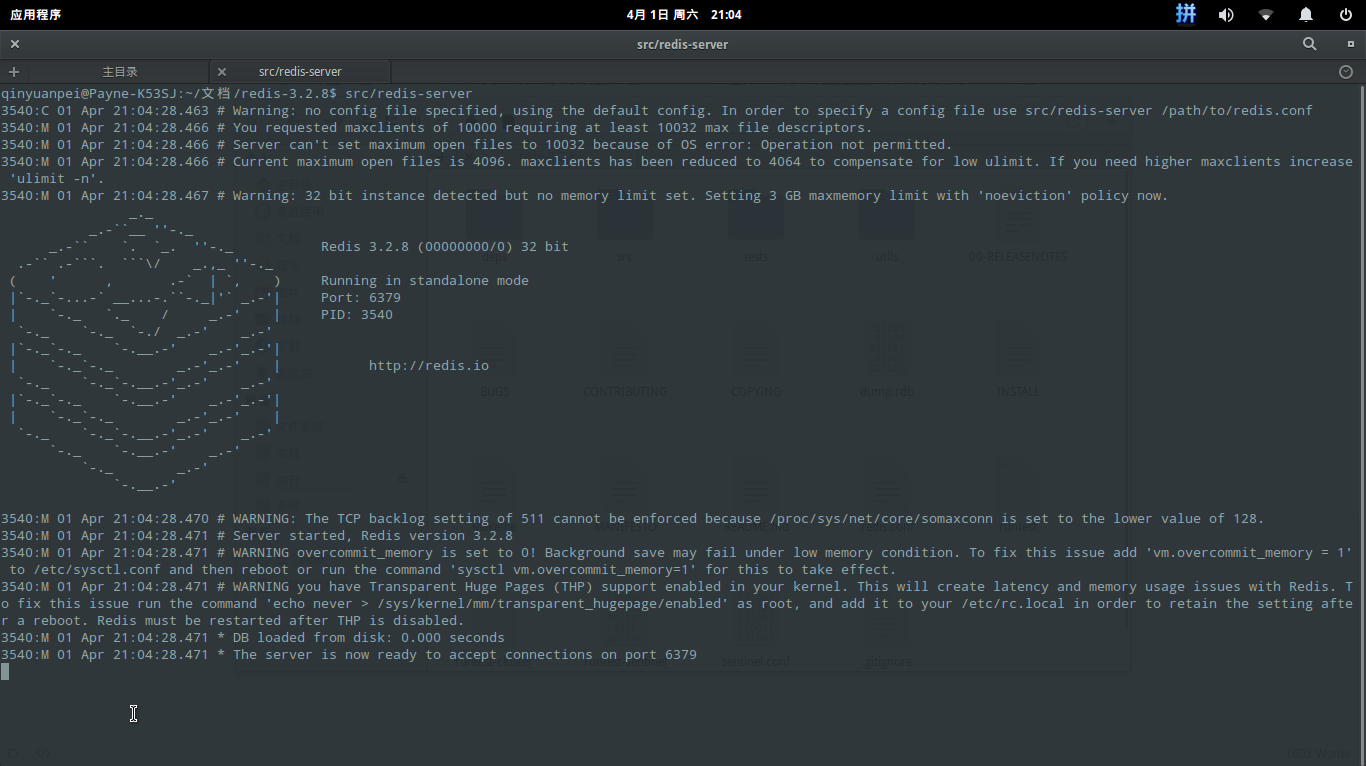 应用程序
4月 1日 周六 21:04
拼
src/redis-server
主目录
src/redis-server
qinyuanpei@Payne-K53SJ:~/文档/redis-3.2.8$ src/redis-server
3540:C 01 Apr 21:04:28.463 # Warning: no config file specified, using the default config. In order to specify a config file use src/redis-server /path/to/redis.conf
3540:M 01 Apr 21:04:28.466 # You requested maxclients of 10000 requiring at least 10032 max file descriptors.
3540:M 01 Apr 21:04:28.466 # Server can't set maximum open files to 10032 because of OS error: Operation not permitted.
3540:M 01 Apr 21:04:28.466 # Current maximum open files is 4096. maxclients has been reduced to 4064 to compensate for low ulimit. If you need higher maxclients increase
'ulimit -n'.
3540:M 01 Apr 21:04:28.467 # Warning: 32 bit instance detected but no memory limit set. Setting 3 GB maxmemory limit with 'noeviction' policy now.
Redis 3.2.8 (00000000/0) 32 bit
deps src tests utils 00-RELEASENOTES
Running in standalone mode
Port: 6379
PID: 3540
http://redis.io
BUGS CONTRIBUTING COPYING dump.rdb INSTALL
3540:M 01 Apr 21:04:28.470 # WARNING: The TCP backlog setting of 511 cannot be enforced because /proc/sys/net/core/somaxconn is set to the lower value of 128.
3540:M 01 Apr 21:04:28.471 # Server started, Redis version 3.2.8
3540:M 01 Apr 21:04:28.471 # WARNING overcommit_memory is set to 0! Background save may fail under low memory condition. To fix this issue add 'vm.overcommit_memory = 1'
to /etc/sysctl.conf and then reboot or run the command 'sysctl vm.overcommit_memory=1' for this to take effect.
3540:M 01 Apr 21:04:28.471 # WARNING you have Transparent Huge Pages (THP) support enabled in your kernel. This will create latency and memory usage issues with Redis. T
o fix this issue run the command 'echo never > /sys/kernel/mm/transparent_hugepage/enabled' as root, and add it to your /etc/rc.local in order to retain the setting afte
r a reboot. Redis must be restarted after THP is disabled.
3540:M 01 Apr 21:04:28.471 * DB loaded from disk: 0.000 seconds
3540:M 01 Apr 21:04:28.471 * The server is now ready to accept connections on port 6379
sentinel.conf .gitignore